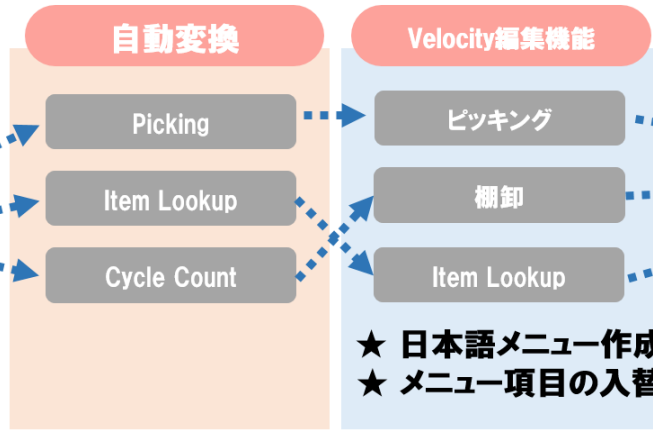 自動変換
Velocity編集機能
Picking
ピッキング
Item Lookup
棚卸
Cycle Count
Item Lookup
★ 日本語メニュー作成
★ メニュー項目の入替